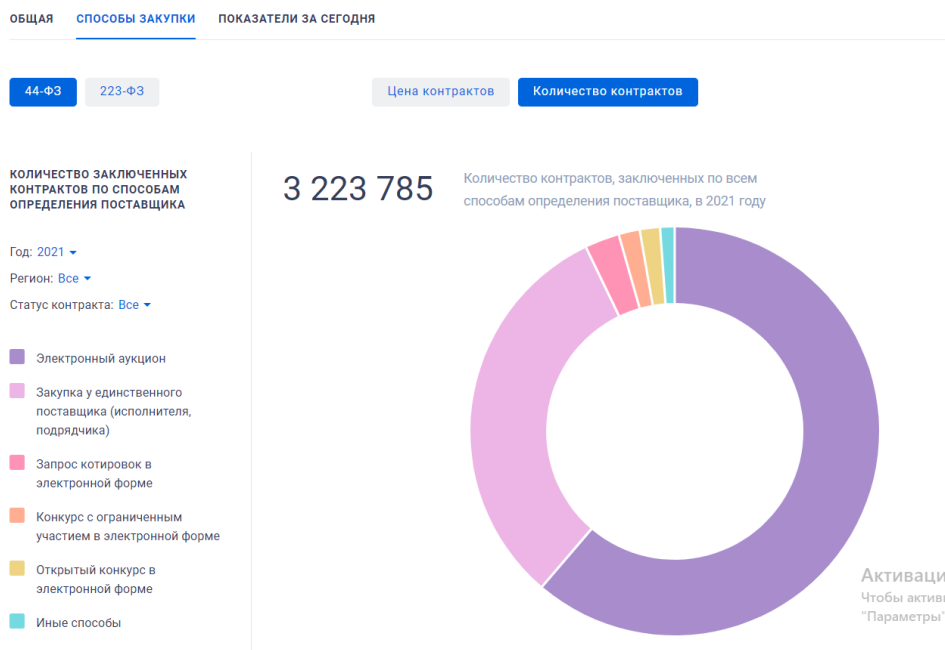 ОБЩАЯ СПОСОБЫ ЗАКУПКИ ПОКАЗАТЕЛИ ЗА СЕГОДНЯ
44-ФЗ 223-ФЗ Цена контрактов Количество контрактов
КОЛИЧЕСТВО ЗАКЛЮЧЕННЫХ
КОНТРАКТОВ ПО СПОСОБАМ
ОПРЕДЕЛЕНИЯ ПОСТАВЩИКА
Год: 2021
Регион: Все
Статус контракта: Все
Электронный аукцион
Закупка у единственного
поставщика (исполнителя,
подрядчика)
Запрос котировок в
электронной форме
Конкурс с ограниченным
участием в электронной форме
Открытый конкурс в
электронной форме
Иные способы
3 223 785
Количество контрактов, заключенных по всем
способам определения поставщика, в 2021 году
Активаци
Чтобы актив
"Параметры"